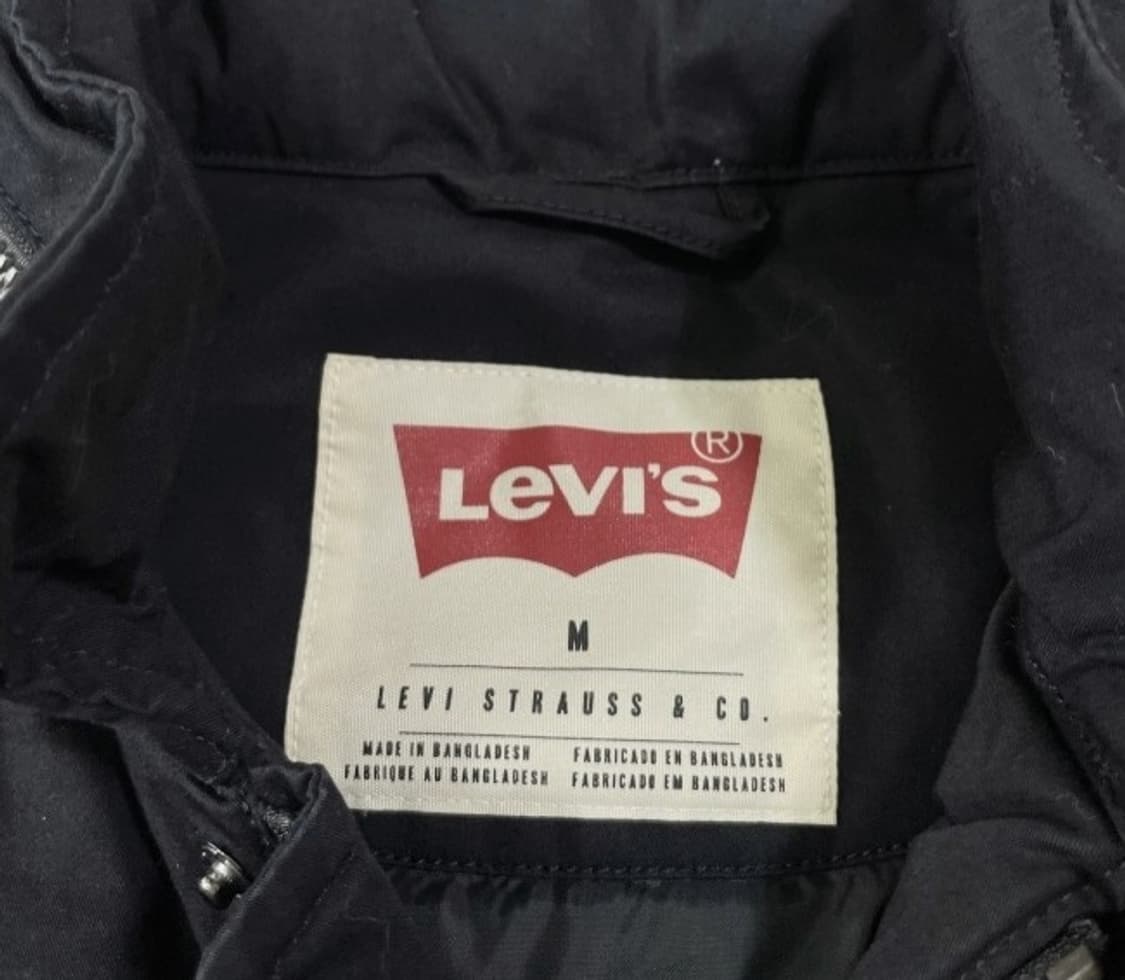 LEVI'S ®
M
LEVI STRAUSS & CO.
MADE IN BANGLADESH FABRICADO EN BANGLADESH
FABRIQUE AU BANGLADESH FABRICADO EM BANGLADESH